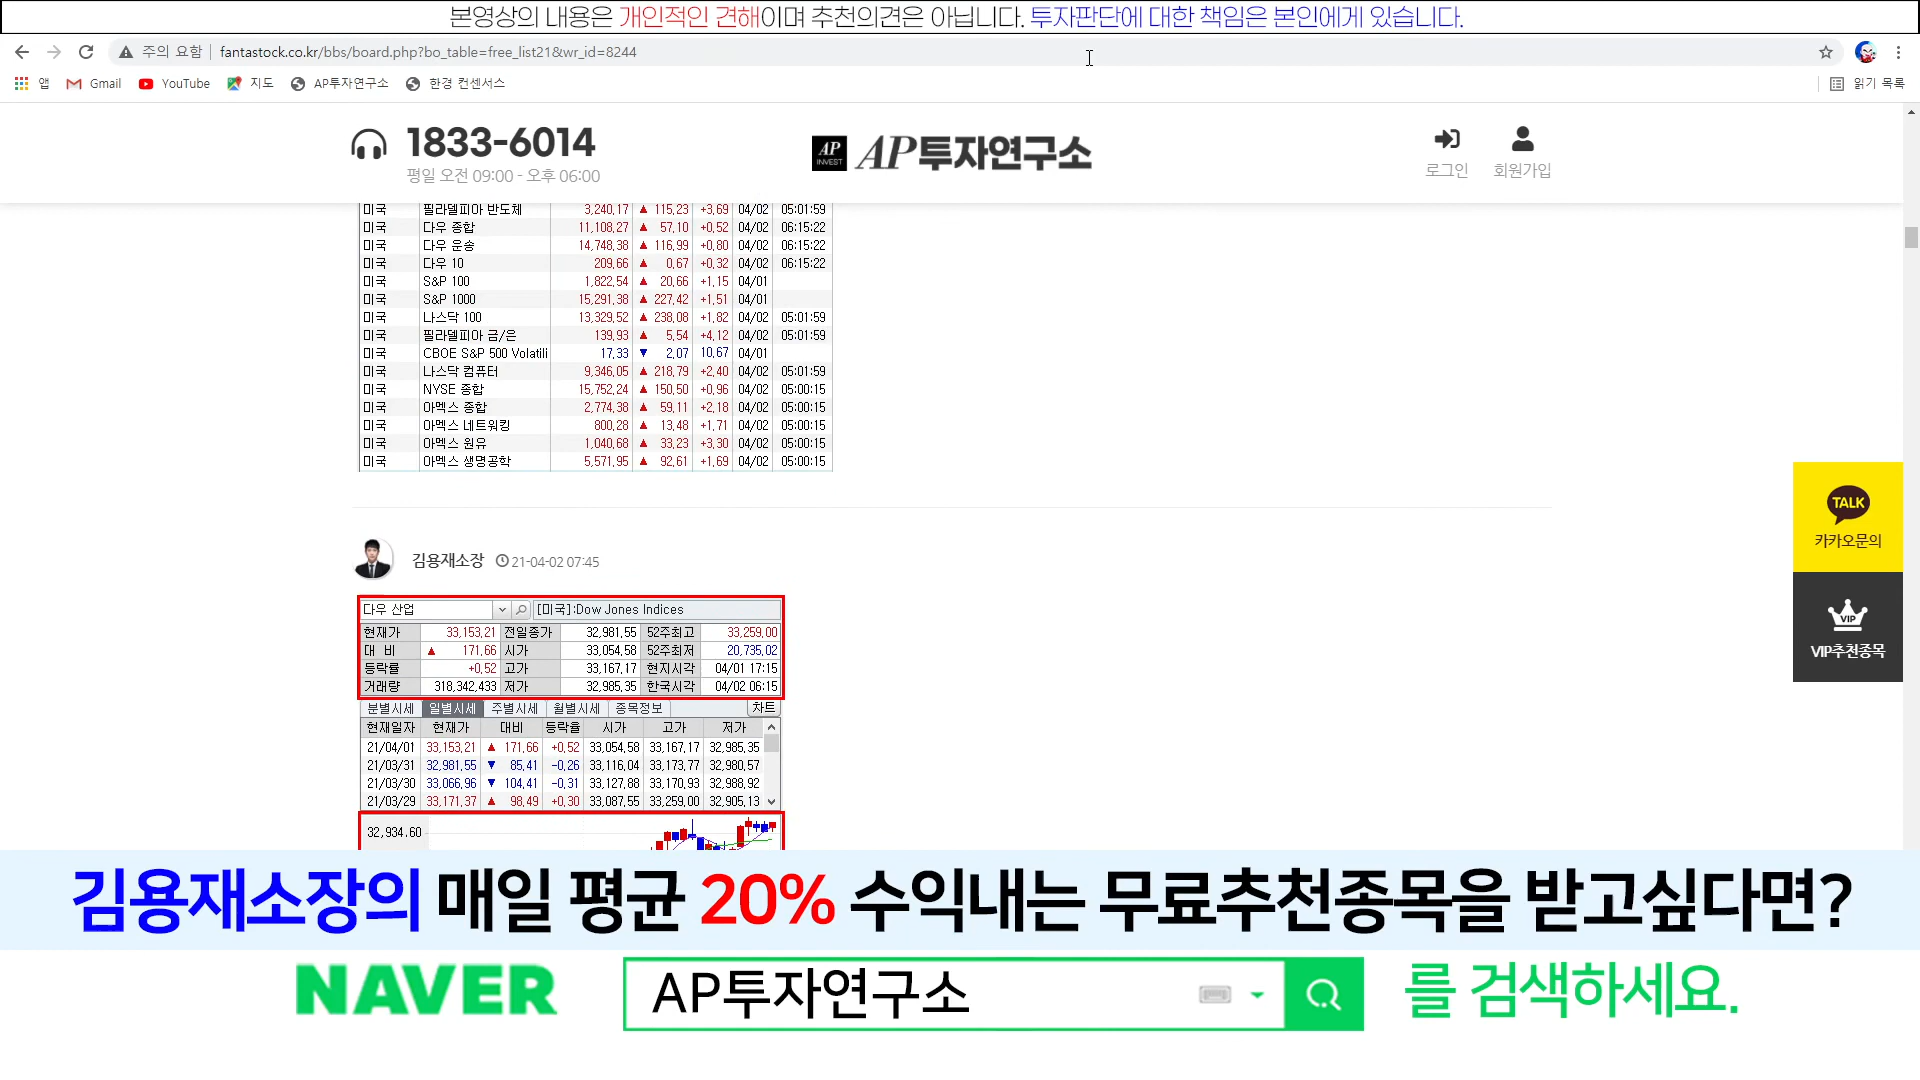 본영상의 내용은 개인적인 견해이며 추천의견은 아닙니다. 투자판단에 대한 책임은 본인에게 있습니다.
주의 요함 | fantastock.co.kr/bbs/board.php?bo_table=free_list21&wr_id=8244
앱 Gmail YouTube 지도 AP투자연구소 한경 컨센서스 읽기 목록
1833-6014
평일 오전 09:00 - 오후 06:00
AP INVEST AP투자연구소
로그인 회원가입
미국 필라델피아 반도체 3,240,17 ▲ 115,23 +3,69 04/02 05:01:59
미국 다우 종합 11,108,27 ▲ 57,10 +0,52 04/02 06:15:22
미국 다우 운송 14,748,38 ▲ 116,99 +0,80 04/02 06:15:22
미국 다우 10 209,66 ▲ 0,67 +0,32 04/02 06:15:22
미국 S&P 100 1,822,54 ▲ 20,66 +1,15 04/01
미국 S&P 1000 15,291,38 ▲ 227,42 +1,51 04/01
미국 나스닥 100 13,329,52 ▲ 238,08 +1,82 04/02 05:01:59
미국 필라델피아 금/은 139,93 ▲ 5,54 +4,12 04/02 05:01:59
미국 CBOE S&P 500 Volatili 17,33 ▼ 2,07 10,67 04/01
미국 나스닥 컴퓨터 9,346,05 ▲ 218,79 +2,40 04/02 05:01:59
미국 NYSE 종합 15,752,24 ▲ 150,50 +0,96 04/02 05:00:15
미국 아멕스 종합 2,774,38 ▲ 59,11 +2,18 04/02 05:00:15
미국 아멕스 네트워킹 800,28 ▲ 13,48 +1,71 04/02 05:00:15
미국 아멕스 원유 1,040,68 ▲ 33,23 +3,30 04/02 05:00:15
미국 아멕스 생명공학 5,571,95 ▲ 92,61 +1,69 04/02 05:00:15
TALK
카카오문의
VIP
VIP추천종목
김용재소장 21-04-02 07:45
다우 산업 [미국]:Dow Jones Indices
현재가 33,153,21 전일종가 32,981,55 52주최고 33,259,00
대 비 ▲ 171,66 시가 33,054,58 52주최저 20,735,02
등락률 +0,52 고가 33,167,17 현지시각 04/01 17:15
거래량 318,342,433 저가 32,985,35 한국시각 04/02 06:15
분별시세 일별시세 주별시세 월별시세 종목정보 차트
현재일자 현재가 대비 등락율 시가 고가 저가
21/04/01 33,153,21 ▲ 171,66 +0,52 33,054,58 33,167,17 32,985,35
21/03/31 32,981,55 ▼ 85,41 -0,26 33,116,04 33,173,77 32,980,57
21/03/30 33,066,96 ▼ 104,41 -0,31 33,127,88 33,170,93 32,988,92
21/03/29 33,171,37 ▲ 98,49 +0,30 33,087,55 33,259,00 32,905,13
32,934.60
김용재소장의 매일 평균 20% 수익내는 무료추천종목을 받고싶다면?
NAVER AP투자연구소 를 검색하세요.